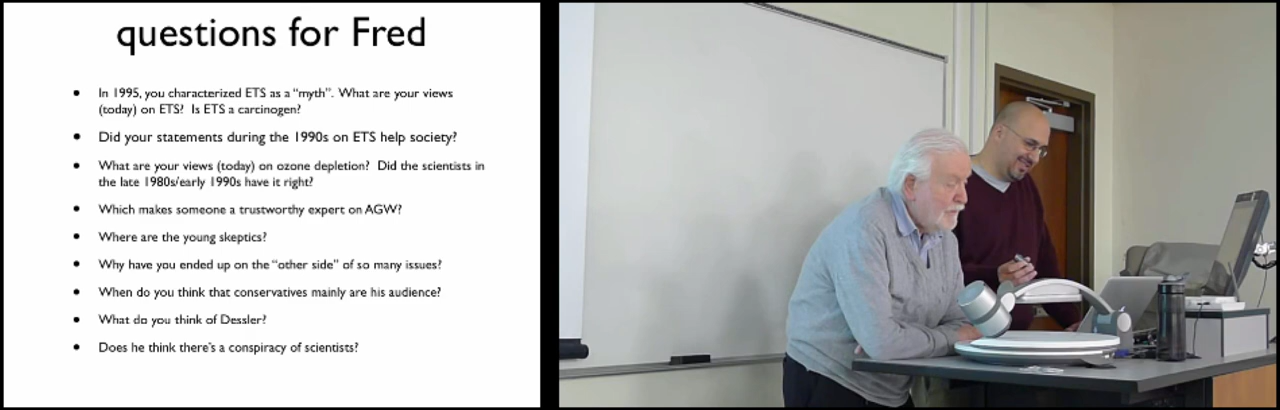 questions for Fred
• In 1995, you characterized ETS as a “myth”. What are your views
(today) on ETS? Is ETS a carcinogen?
• Did your statements during the 1990s on ETS help society?
• What are your views (today) on ozone depletion? Did the scientists in
the late 1980s/early 1990s have it right?
• Which makes someone a trustworthy expert on AGW?
• Where are the young skeptics?
• Why have you ended up on the “other side” of so many issues?
• When do you think that conservatives mainly are his audience?
• What do you think of Dessler?
• Does he think there’s a conspiracy of scientists?